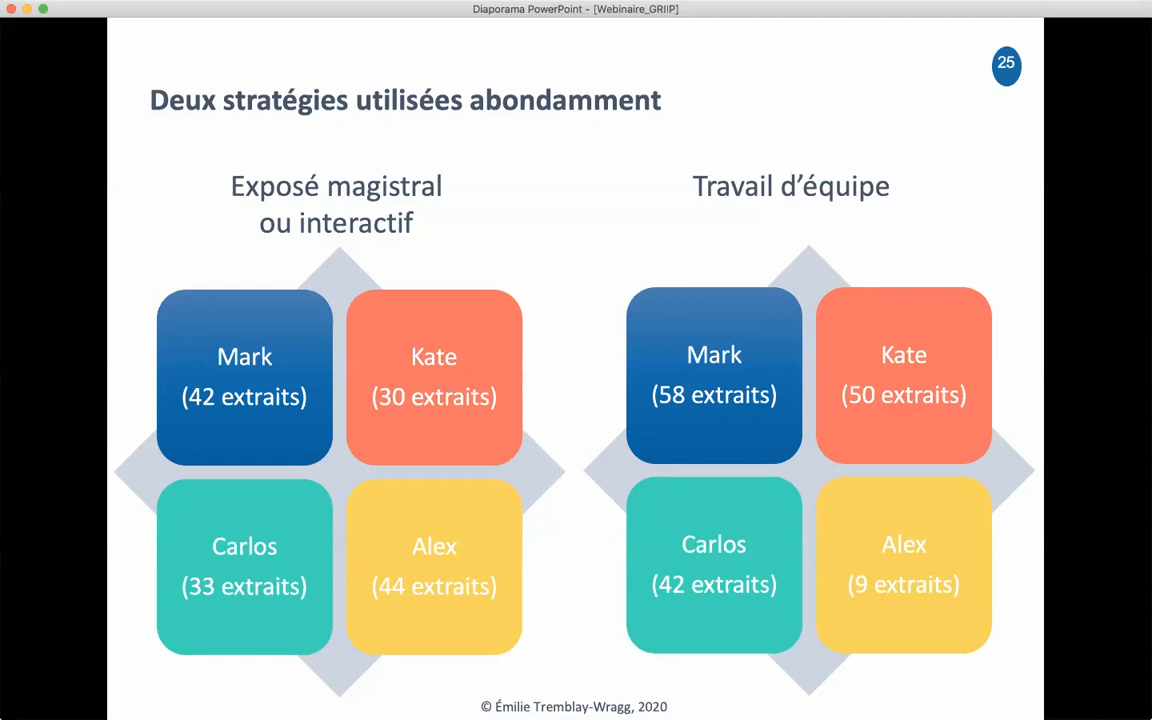 Diaporama PowerPoint - [Webinaire_GRIIP]
25
Deux stratégies utilisées abondamment
Exposé magistral
ou interactif
Mark
(42 extraits)
Kate
(30 extraits)
Carlos
(33 extraits)
Alex
(44 extraits)
Travail d’équipe
Mark
(58 extraits)
Kate
(50 extraits)
Carlos
(42 extraits)
Alex
(9 extraits)
© Émilie Tremblay-Wragg, 2020